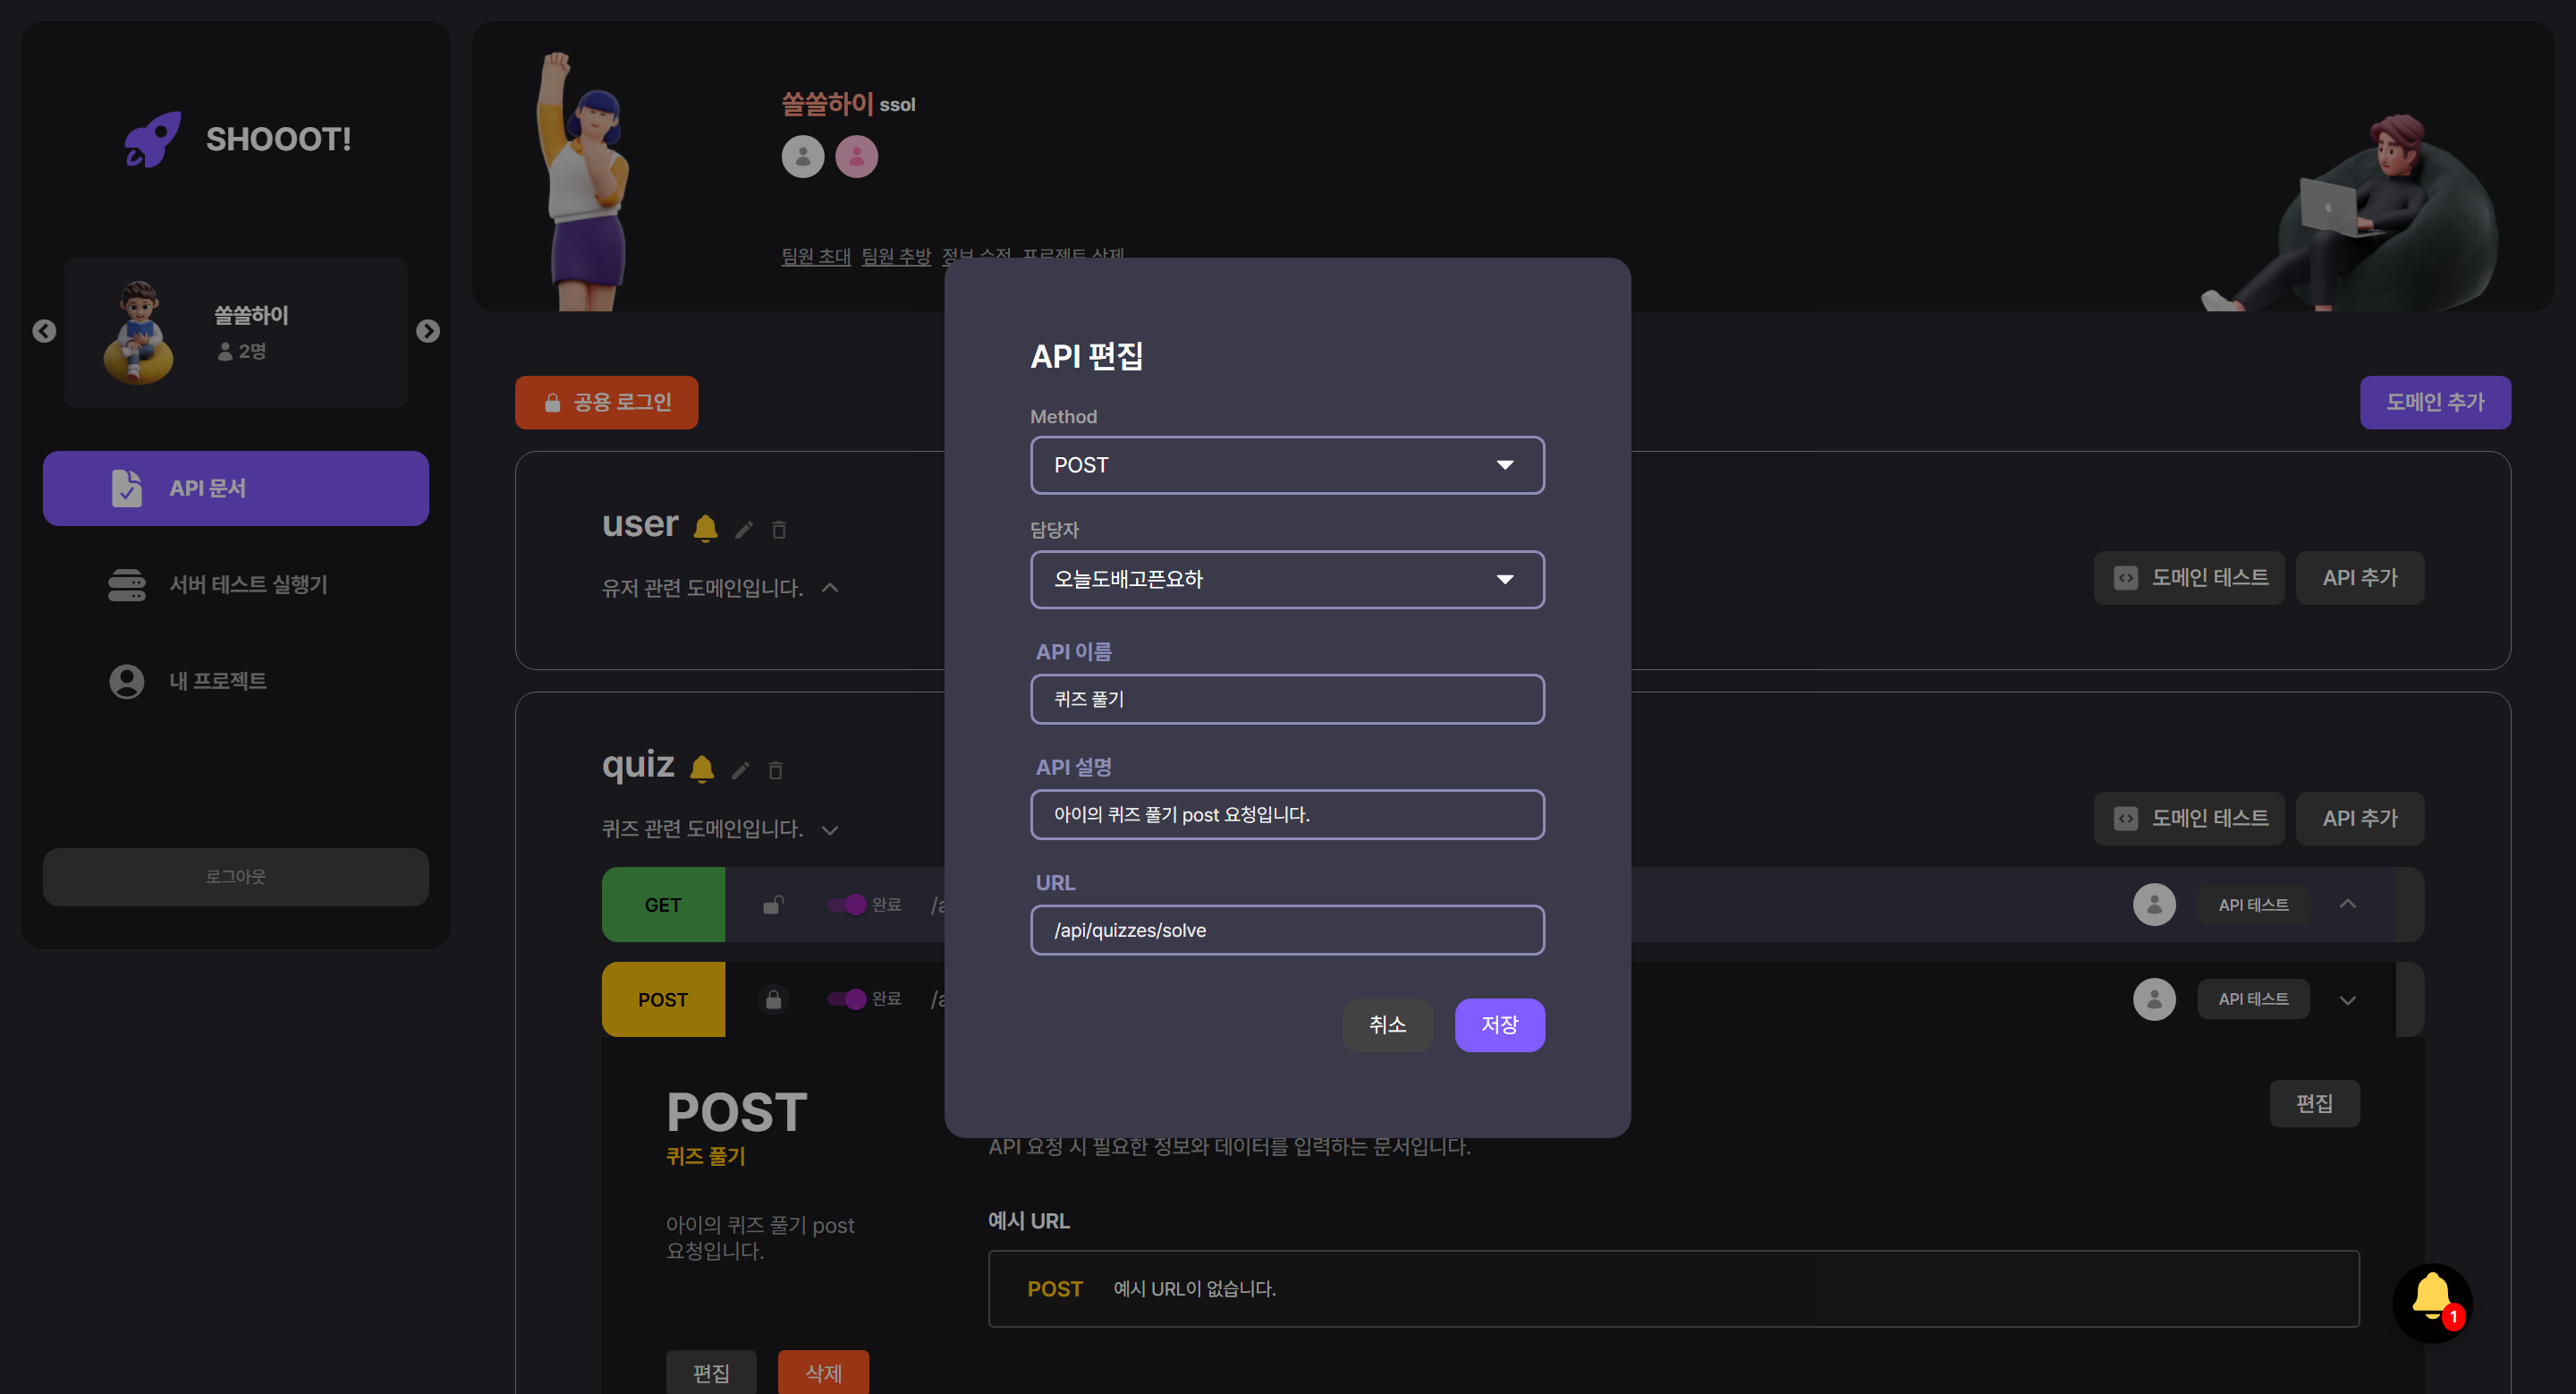 SHOOOT!
쏠쏠하이
2명
API 문서
서버 테스트 실행기
내 프로젝트
로그아웃
쏠쏠하이 ssol
팀원 초대 팀원 추방 정보 수정 프로젝트 삭제
공용 로그인
도메인 추가
user
유저 관련 도메인입니다.
도메인 테스트
API 추가
quiz
퀴즈 관련 도메인입니다.
도메인 테스트
API 추가
GET
완료
API 테스트
POST
완료
API 테스트
POST
퀴즈 풀기
아이의 퀴즈 풀기 post
요청입니다.
편집
삭제
편집
API 요청 시 필요한 정보와 데이터를 입력하는 문서입니다.
예시 URL
POST 예시 URL이 없습니다.
1
API 편집
Method
POST
담당자
오늘도배고픈요하
API 이름
퀴즈 풀기
API 설명
아이의 퀴즈 풀기 post 요청입니다.
URL
/api/quizzes/solve
취소
저장